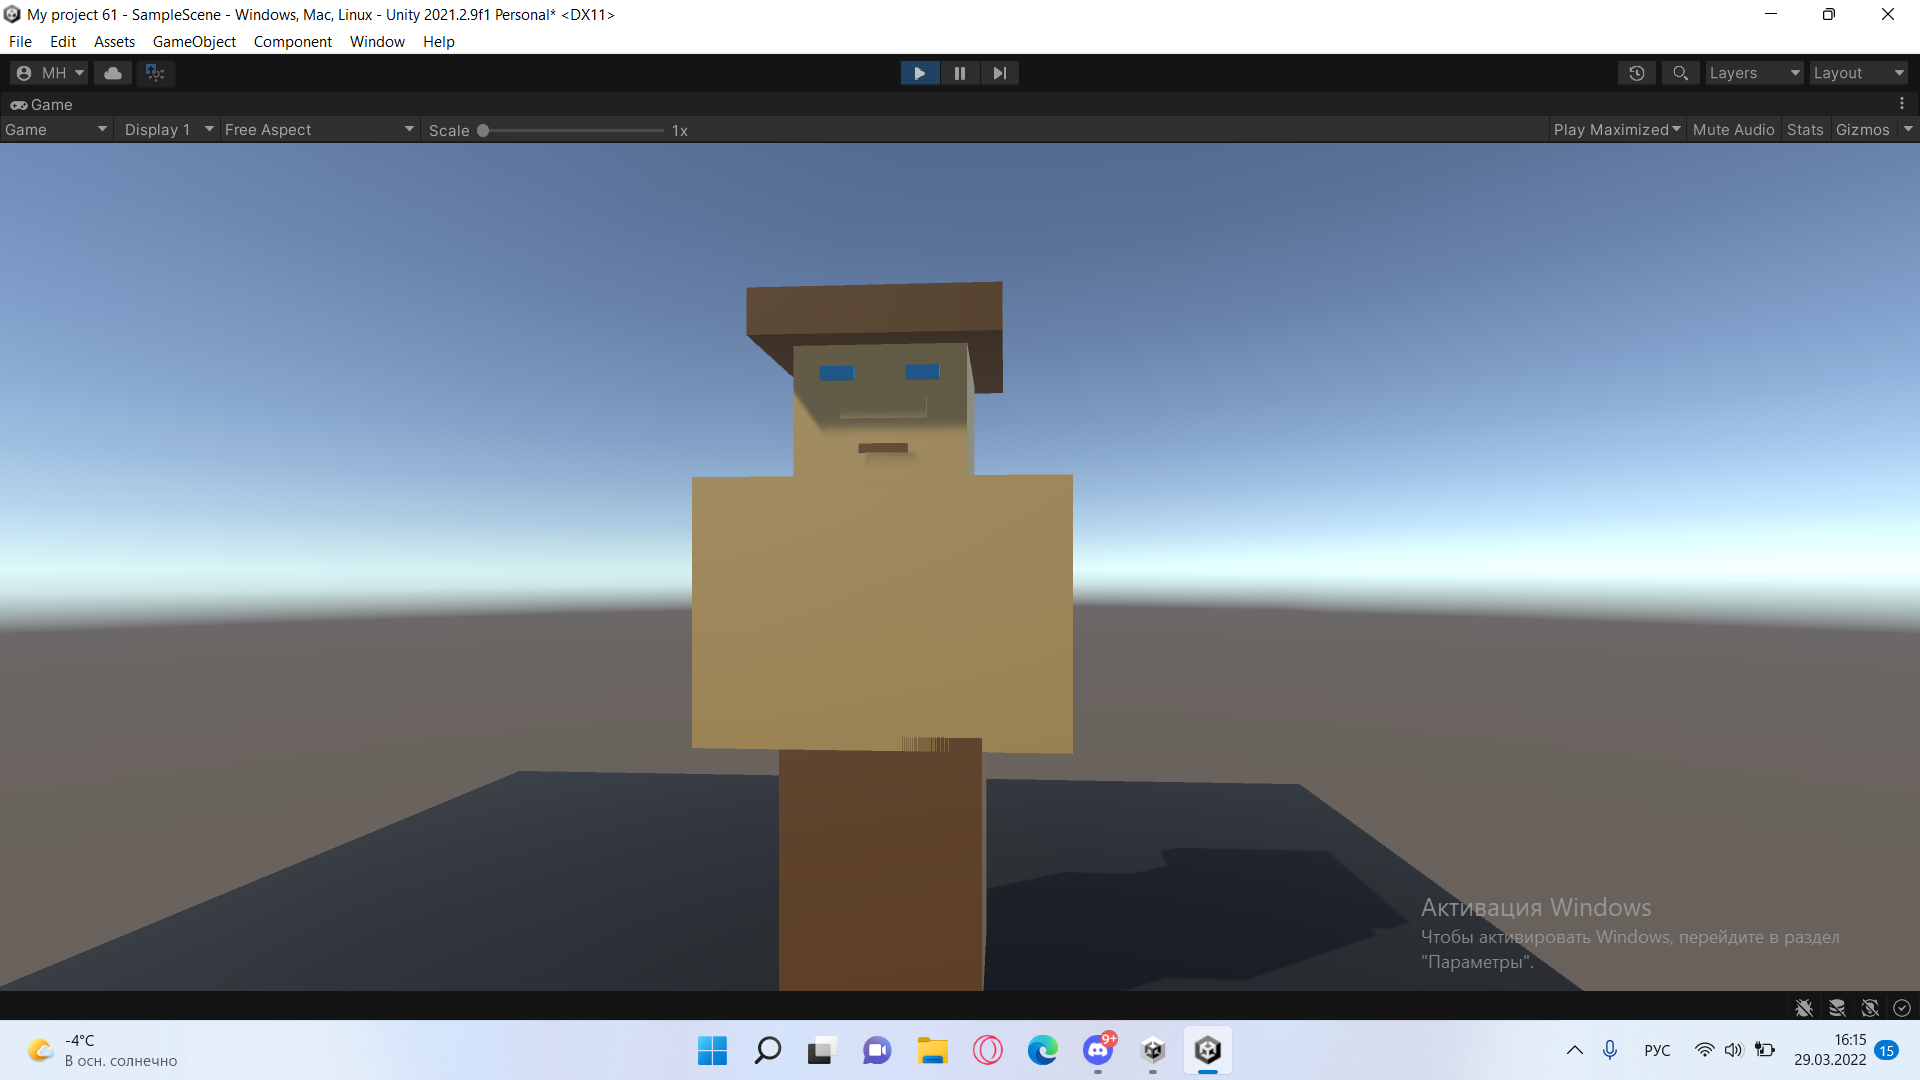 My project 61 - SampleScene - Windows, Mac, Linux - Unity 2021.2.9f1 Personal* <DX11>
File Edit Assets GameObject Component Window Help
MH Layers Layout
Game
Game Display 1 Free Aspect Scale 1x Play Maximized Mute Audio Stats Gizmos
Активация Windows
Чтобы активировать Windows, перейдите в раздел
"Параметры".
-4°C
В осн. солнечно
9+
РУС
16:15
29.03.2022
15